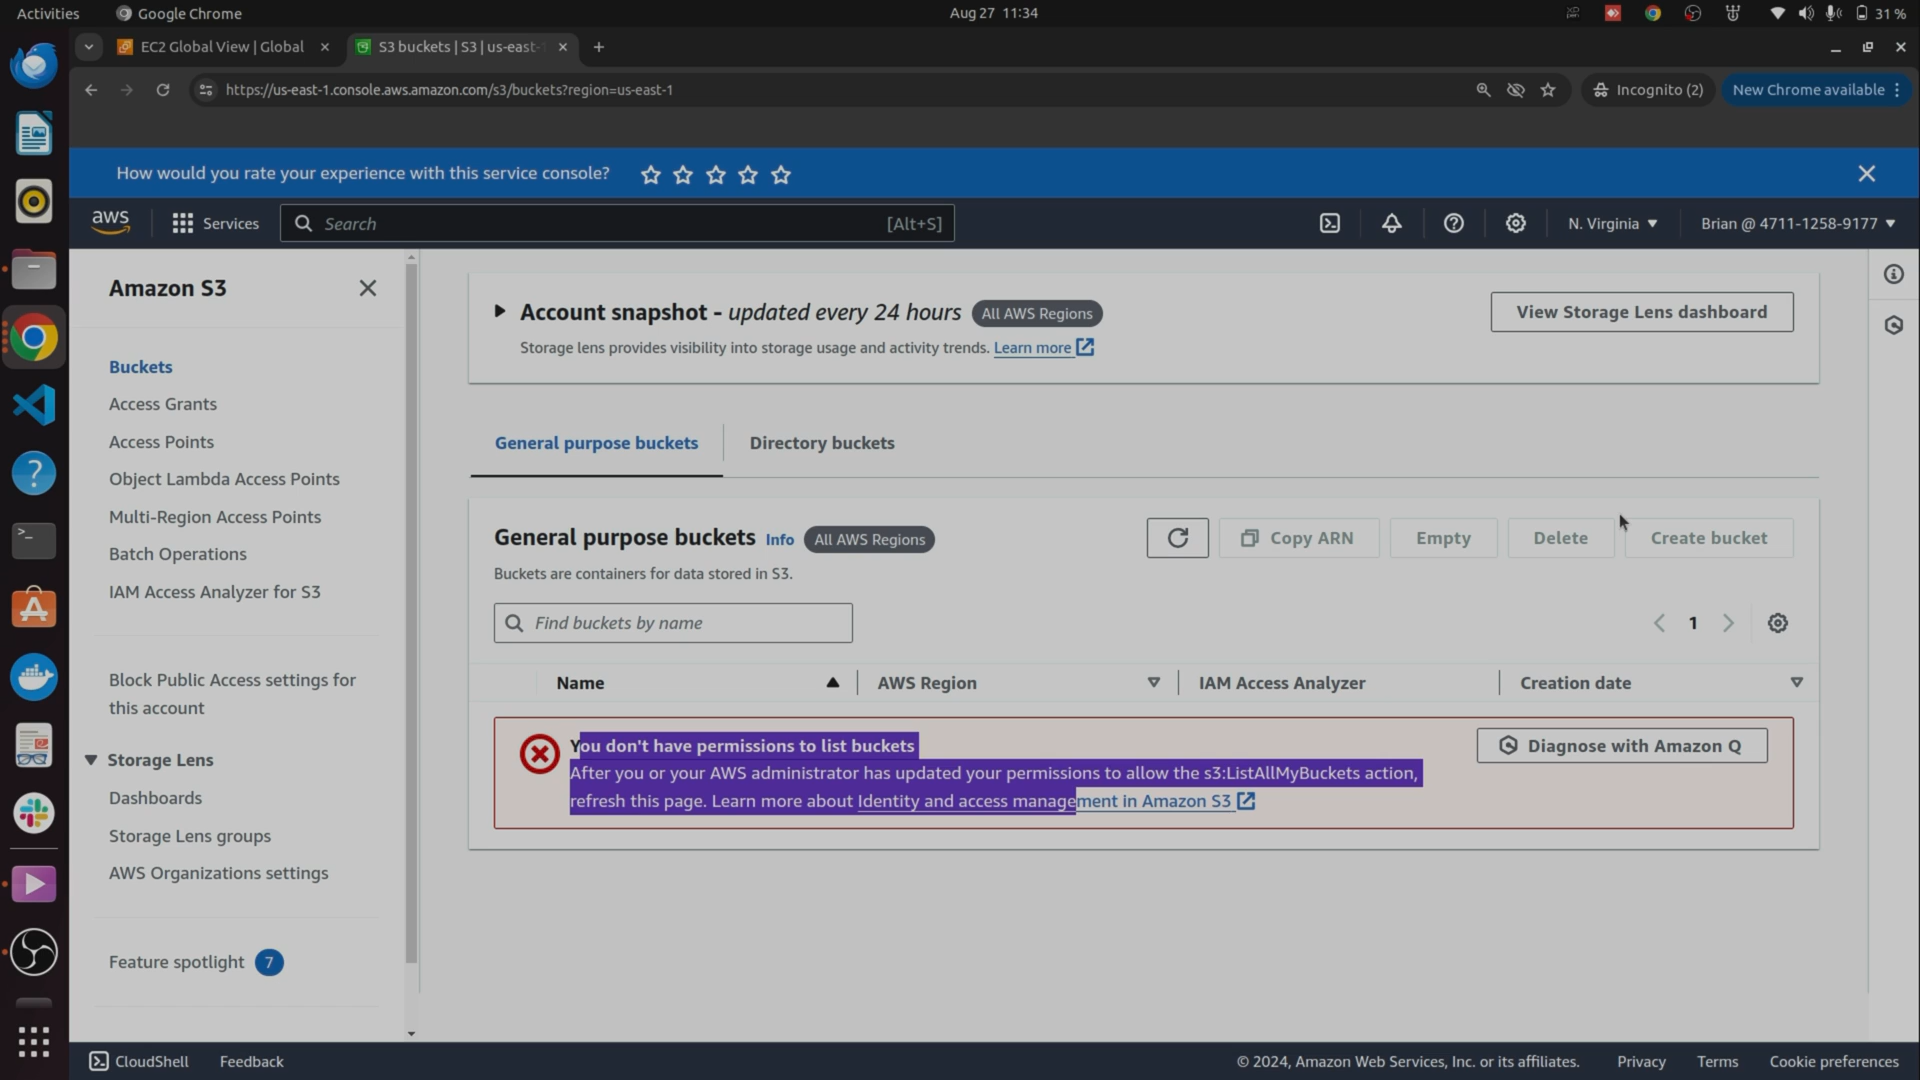 Activities
Google Chrome
Aug 27 11:34
31 %
EC2 Global View | Global
S3 buckets | S3 | us-east-
https://us-east-1.console.aws.amazon.com/s3/buckets?region=us-east-1
Incognito (2)
New Chrome available
How would you rate your experience with this service console?
aws
Services
Search
[Alt+S]
N. Virginia
Brian @ 4711-1258-9177
Amazon S3
Buckets
Access Grants
Access Points
Object Lambda Access Points
Multi-Region Access Points
Batch Operations
IAM Access Analyzer for S3
Block Public Access settings for
this account
Storage Lens
Dashboards
Storage Lens groups
AWS Organizations settings
Feature spotlight 7
Account snapshot - updated every 24 hours
All AWS Regions
View Storage Lens dashboard
Storage lens provides visibility into storage usage and activity trends. Learn more
General purpose buckets
Directory buckets
General purpose buckets Info All AWS Regions
Copy ARN
Empty
Delete
Create bucket
Buckets are containers for data stored in S3.
Find buckets by name
1
Name
AWS Region
IAM Access Analyzer
Creation date
You don't have permissions to list buckets
After you or your AWS administrator has updated your permissions to allow the s3:ListAllMyBuckets action,
refresh this page. Learn more about Identity and access management in Amazon S3
Diagnose with Amazon Q
CloudShell
Feedback
© 2024, Amazon Web Services, Inc. or its affiliates.
Privacy
Terms
Cookie preferences